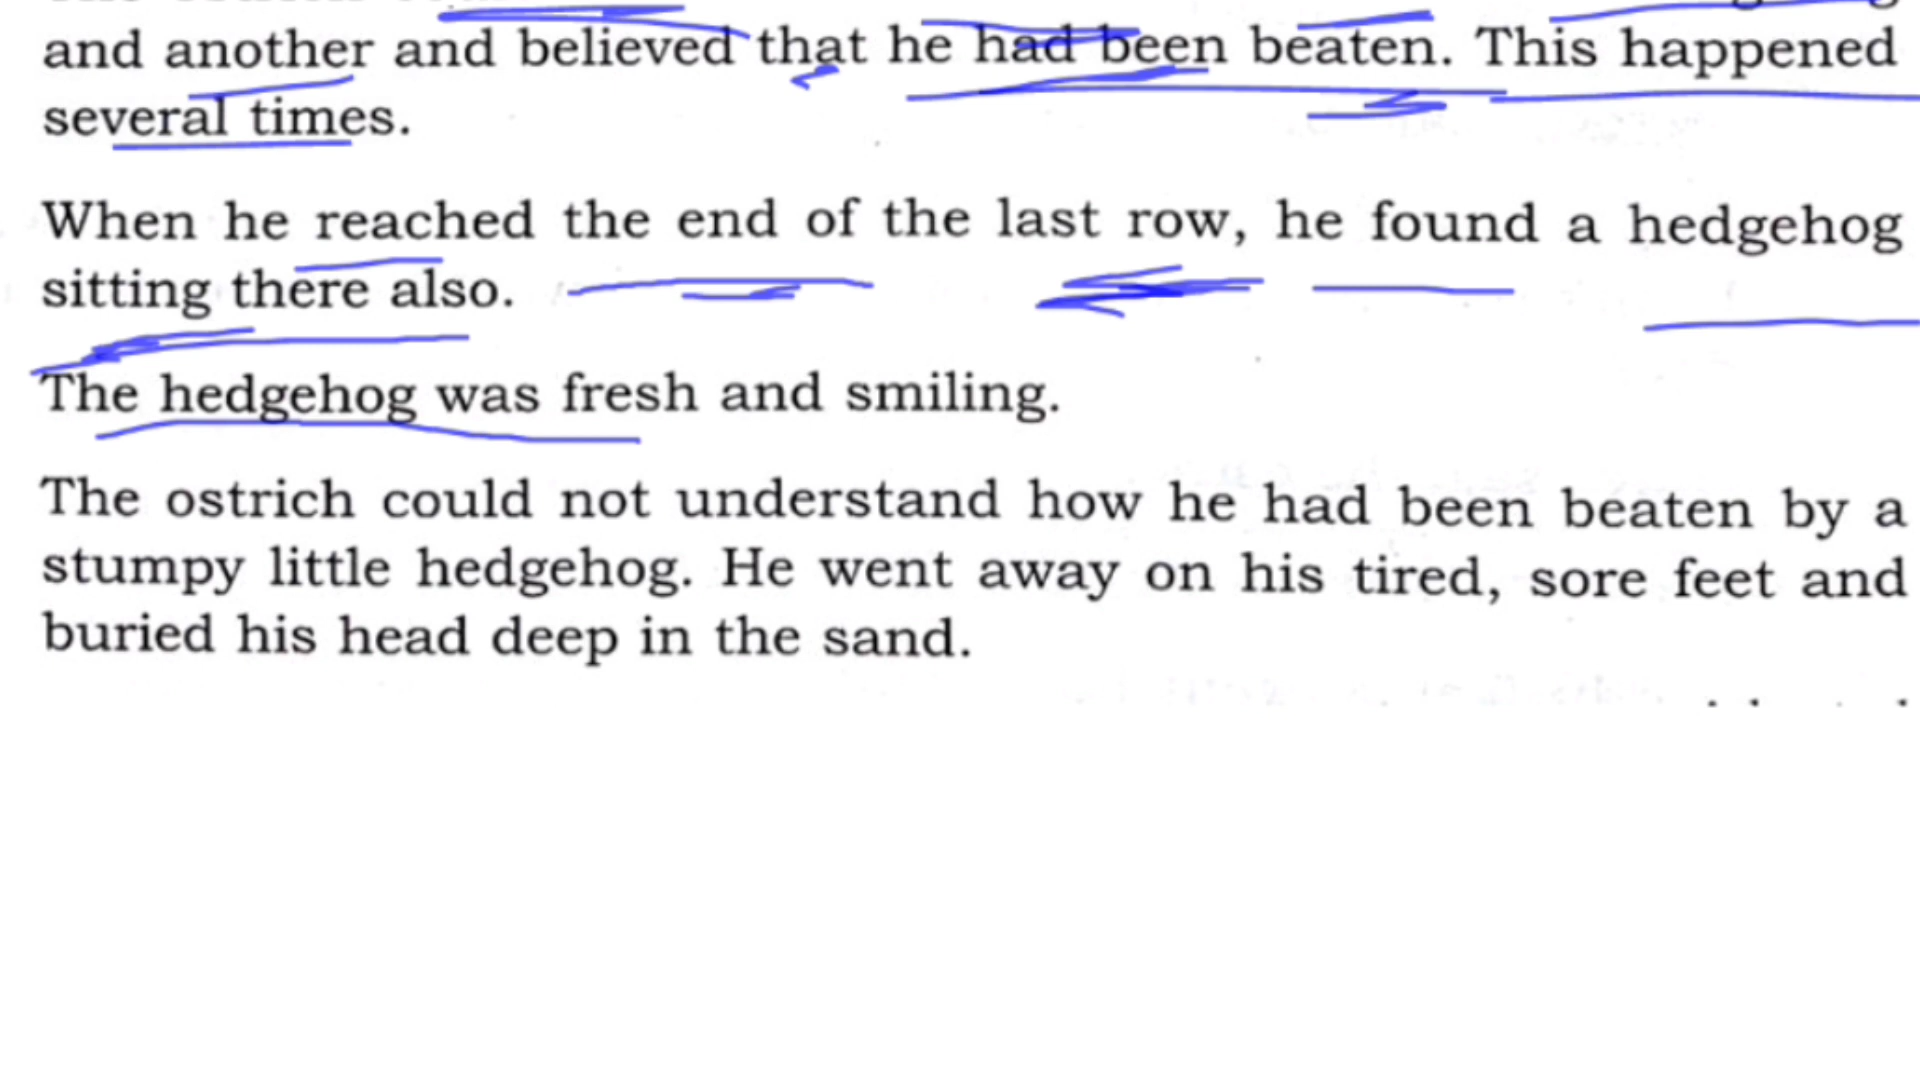 and another and believed that he had been beaten. This happened
several times.
When he reached the end of the last row, he found a hedgehog
sitting there also.
The hedgehog was fresh and smiling.
The ostrich could not understand how he had been beaten by a
stumpy little hedgehog. He went away on his tired, sore feet and
buried his head deep in the sand.